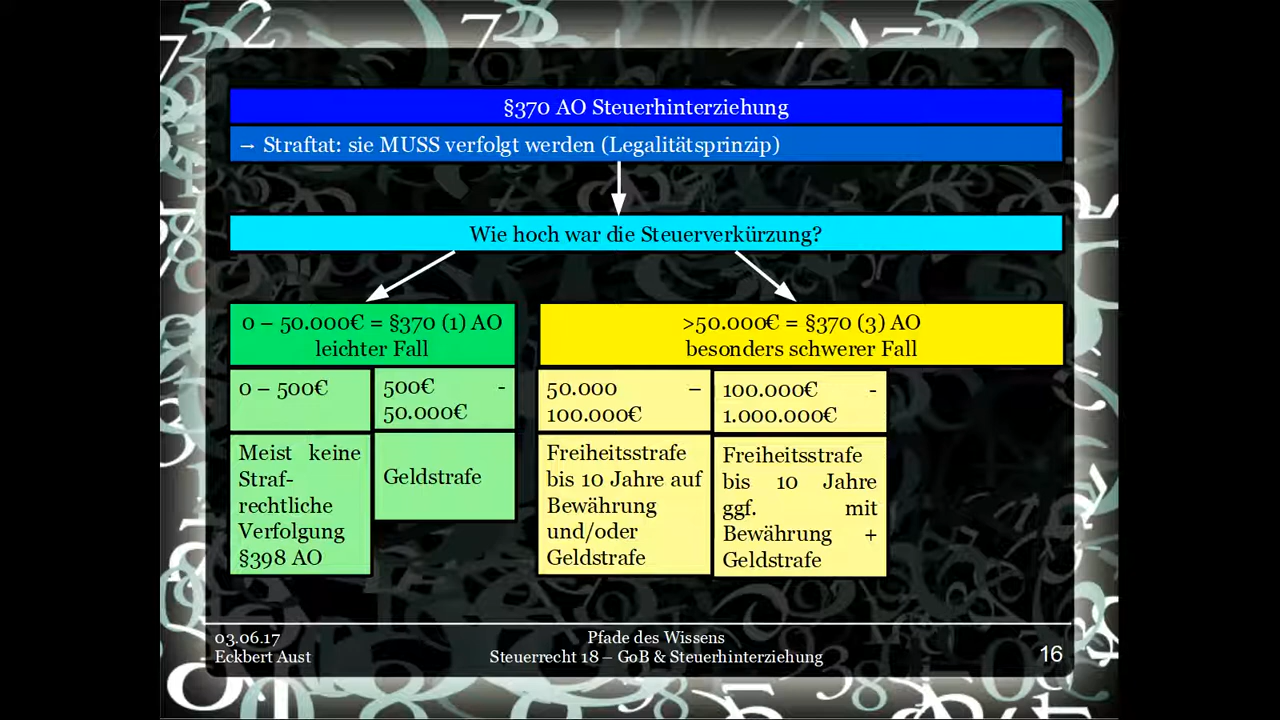 §370 AO Steuerhinterziehung
→ Straftat: sie MUSS verfolgt werden (Legalitätsprinzip)
Wie hoch war die Steuerverkürzung?
0 – 50.000€ = §370 (1) AO
leichter Fall
>50.000€ = §370 (3) AO
besonders schwerer Fall
0 – 500€
500€ -
50.000€
50.000 –
100.000€
100.000€ -
1.000.000€
Meist keine
Straf-
rechtliche
Verfolgung
§398 AO
Geldstrafe
Freiheitsstrafe
bis 10 Jahre auf
Bewährung
und/oder
Geldstrafe
Freiheitsstrafe
bis 10 Jahre
ggf. mit
Bewährung +
Geldstrafe
03.06.17
Eckbert Aust
Pfade des Wissens
Steuerrecht 18 – GoB & Steuerhinterziehung
16